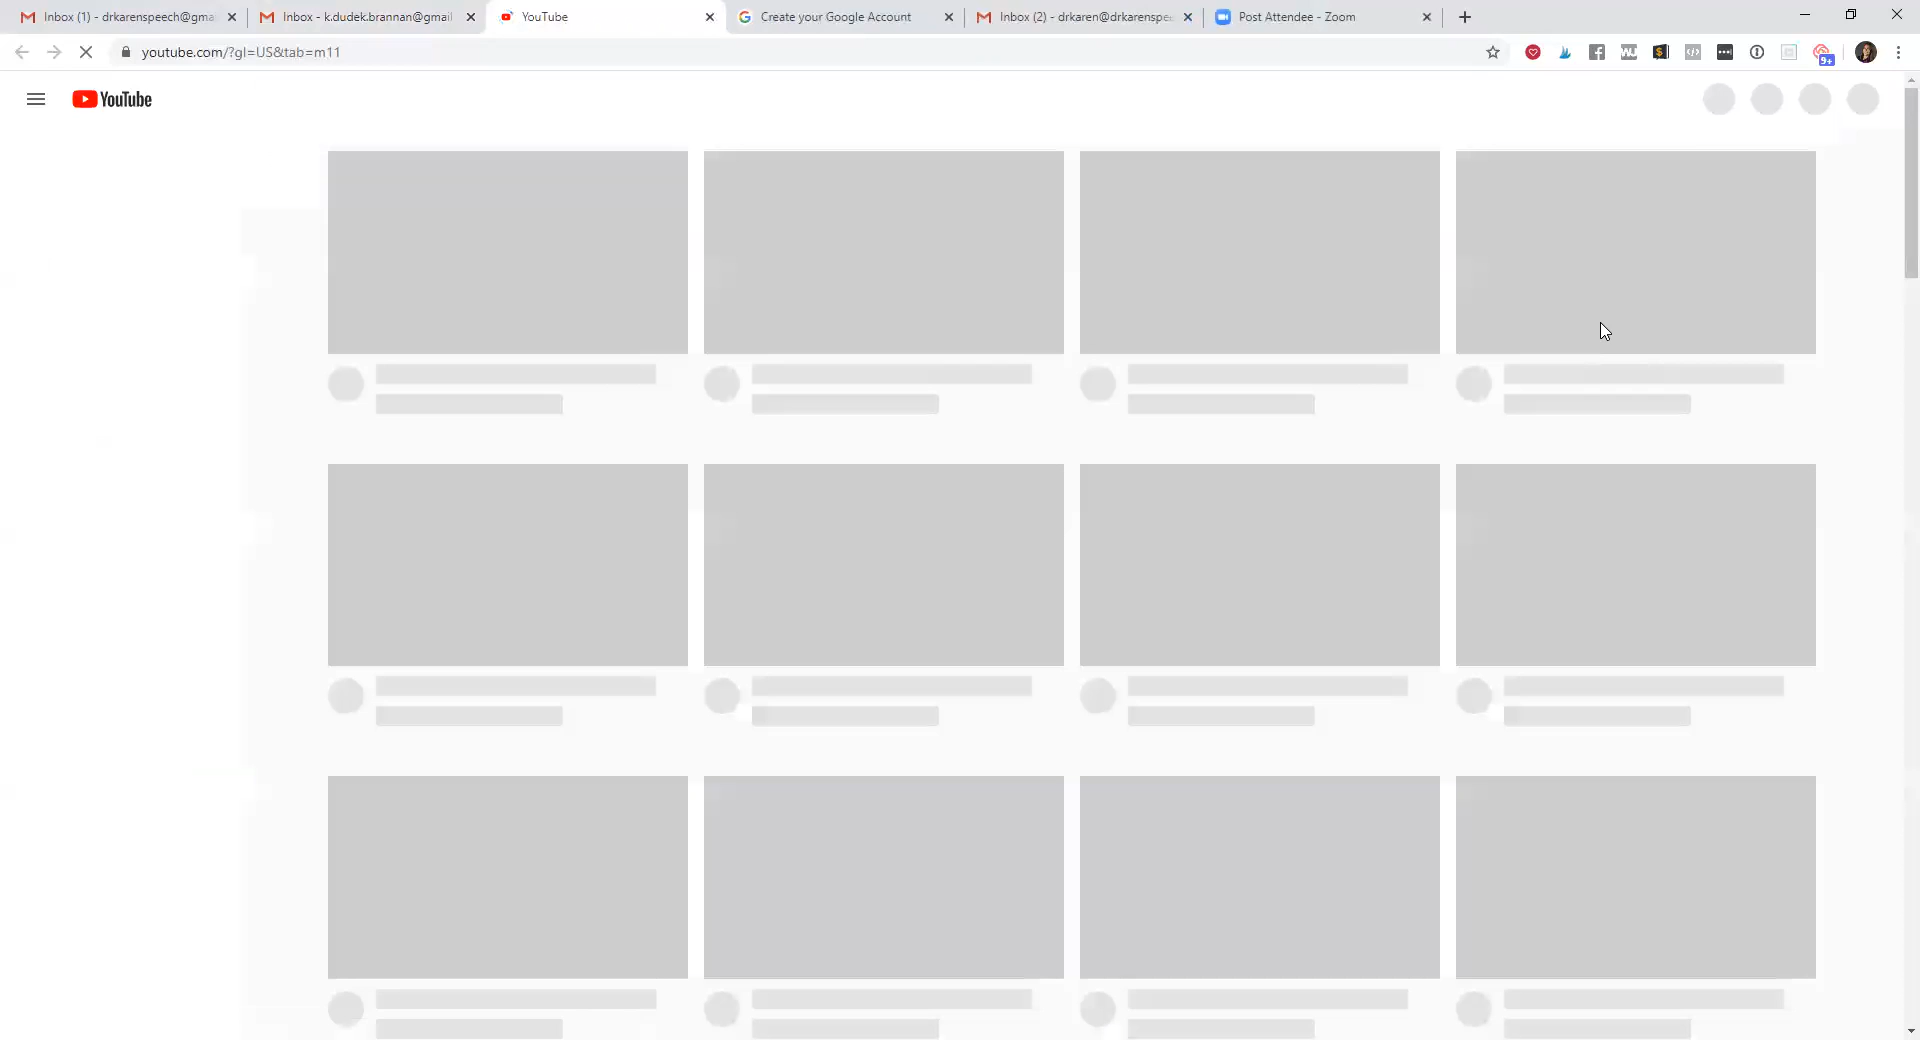 Inbox (1) - drkarenspeech@gma
Inbox - k.dudek.brannan@gmail
YouTube
Create your Google Account
Inbox (2) - drkaren@drkarenspe
Post Attendee - Zoom
youtube.com/?gl=US&tab=m11
9+
YouTube